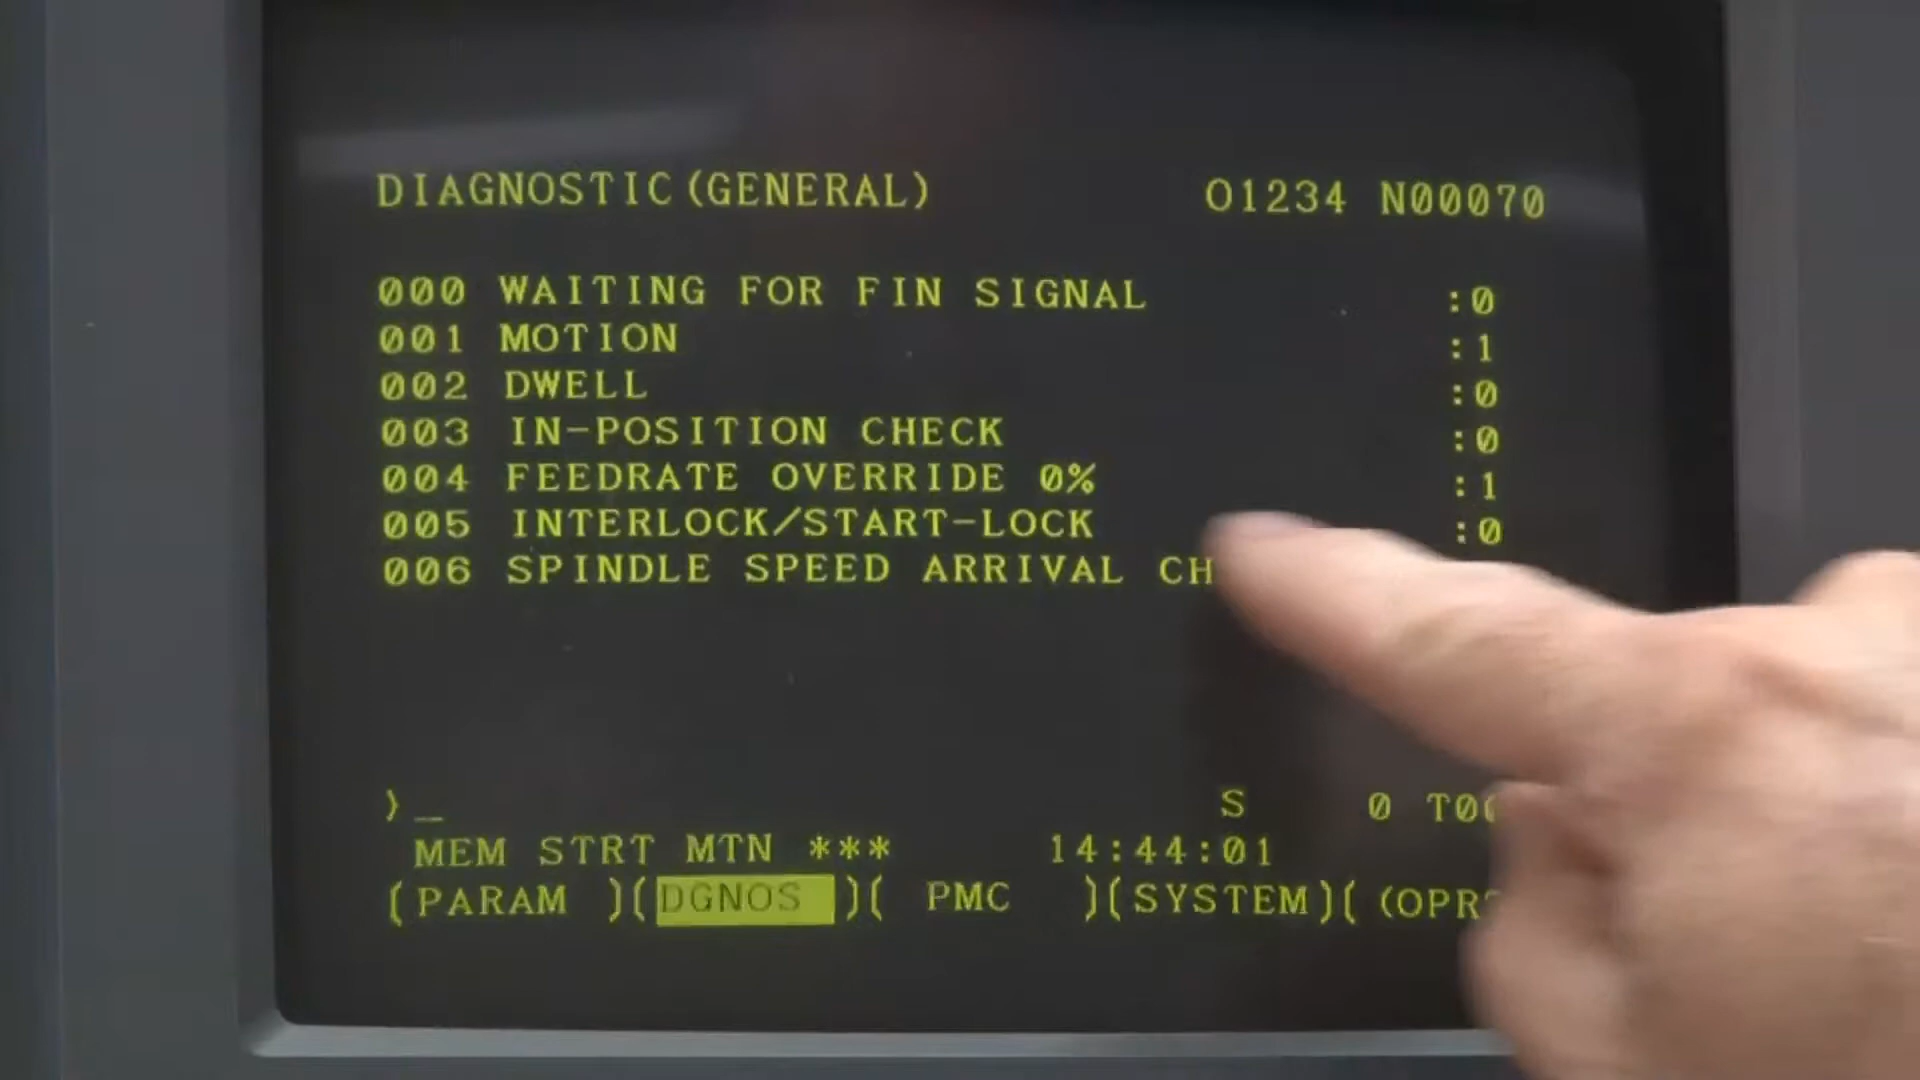 DIAGNOSTIC(GENERAL) O1234 N00070
000 WAITING FOR FIN SIGNAL :0
001 MOTION :1
002 DWELL :0
003 IN-POSITION CHECK :0
004 FEEDRATE OVERRIDE 0% :1
005 INTERLOCK/START-LOCK :0
006 SPINDLE SPEED ARRIVAL
>_ S 0
MEM STRT MTN *** 14:44:01
(PARAM )(DGNOS )( PMC )(SYSTEM)(